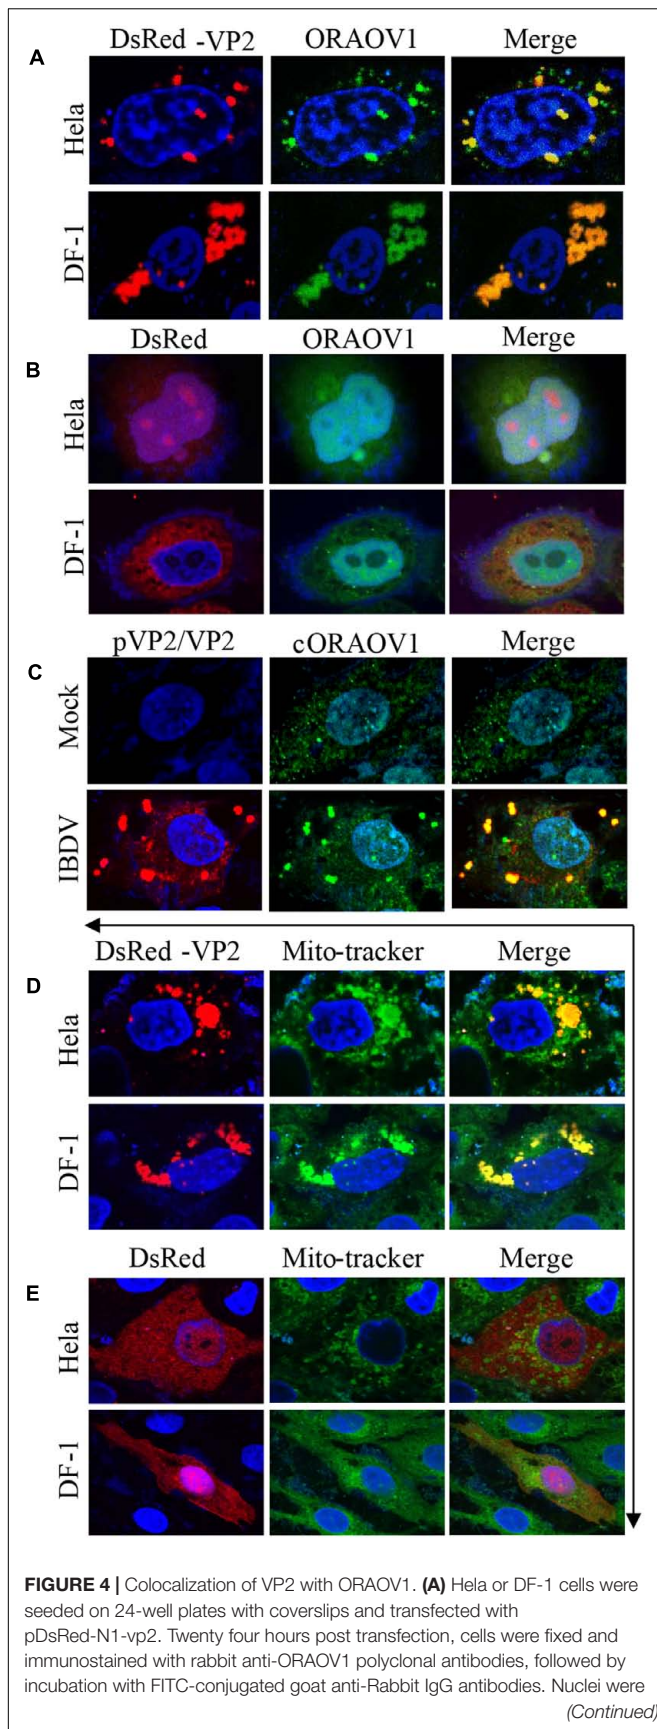 DsRed -VP2 ORAOV1 Merge
A
Hela
DF-1
DsRed ORAOV1 Merge
B
Hela
DF-1
pVP2/VP2 cORAOV1 Merge
C
Mock
IBDV
DsRed -VP2 Mito-tracker Merge
D
Hela
DF-1
DsRed Mito-tracker Merge
E
Hela
DF-1
FIGURE 4 | Colocalization of VP2 with ORAOV1. (A) Hela or DF-1 cells were
seeded on 24-well plates with coverslips and transfected with
pDsRed-N1-vp2. Twenty four hours post transfection, cells were fixed and
immunostained with rabbit anti-ORAOV1 polyclonal antibodies, followed by
incubation with FITC-conjugated goat anti-Rabbit IgG antibodies. Nuclei were
(Continued)